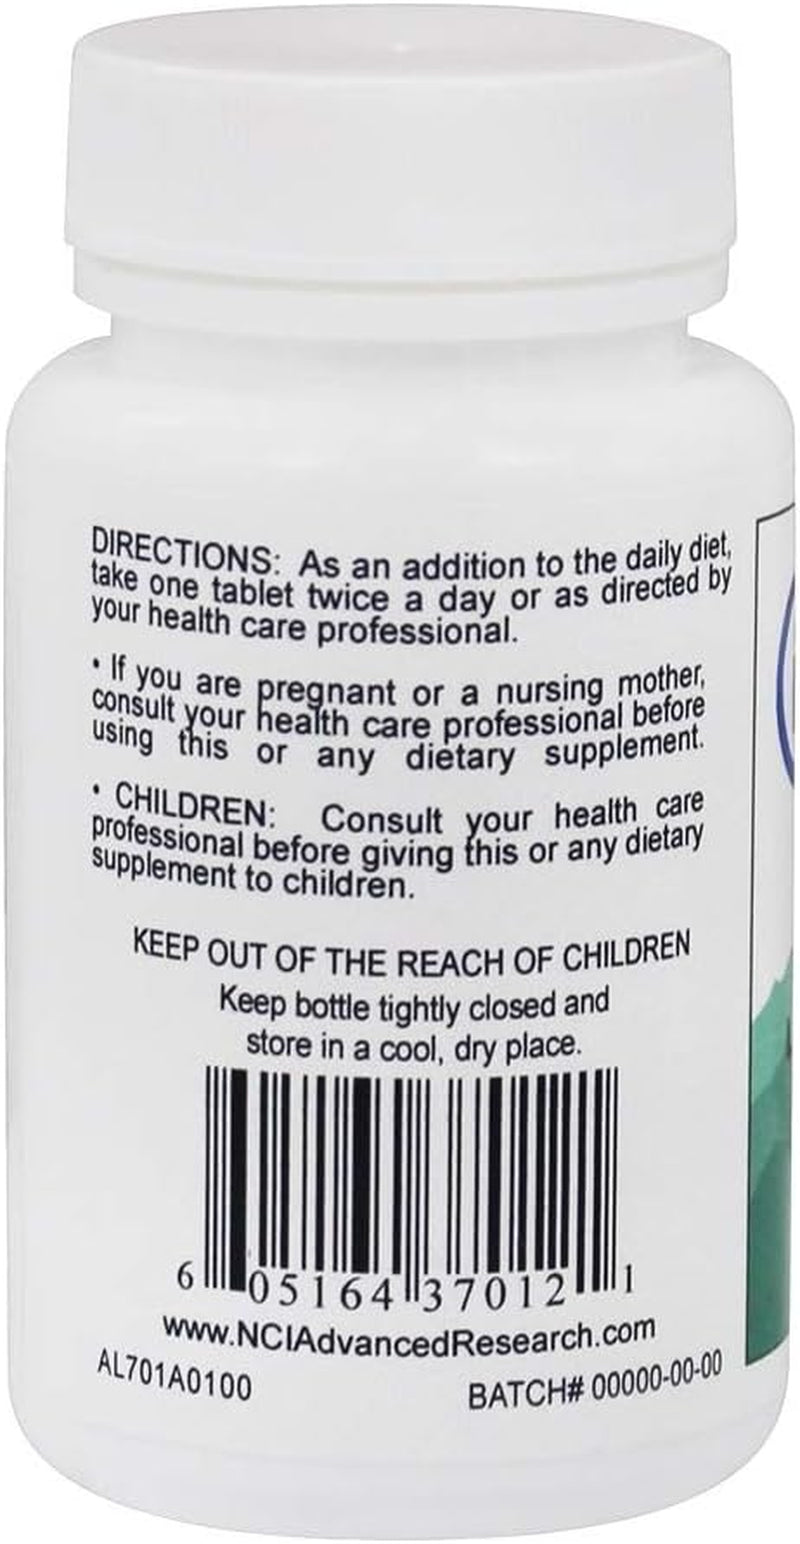 DIRECTIONS: As an addition to the daily diet,
take one tablet twice a day or as directed by
your health care professional.
• If you are pregnant or a nursing mother,
consult your health care professional before
using this or any dietary supplement.
• CHILDREN: Consult your health care
professional before giving this or any dietary
supplement to children.
KEEP OUT OF THE REACH OF CHILDREN
Keep bottle tightly closed and
store in a cool, dry place.
6 05164 37012 1
www.NCIAdvancedResearch.com
AL701A0100 BATCH# 00000-00-00